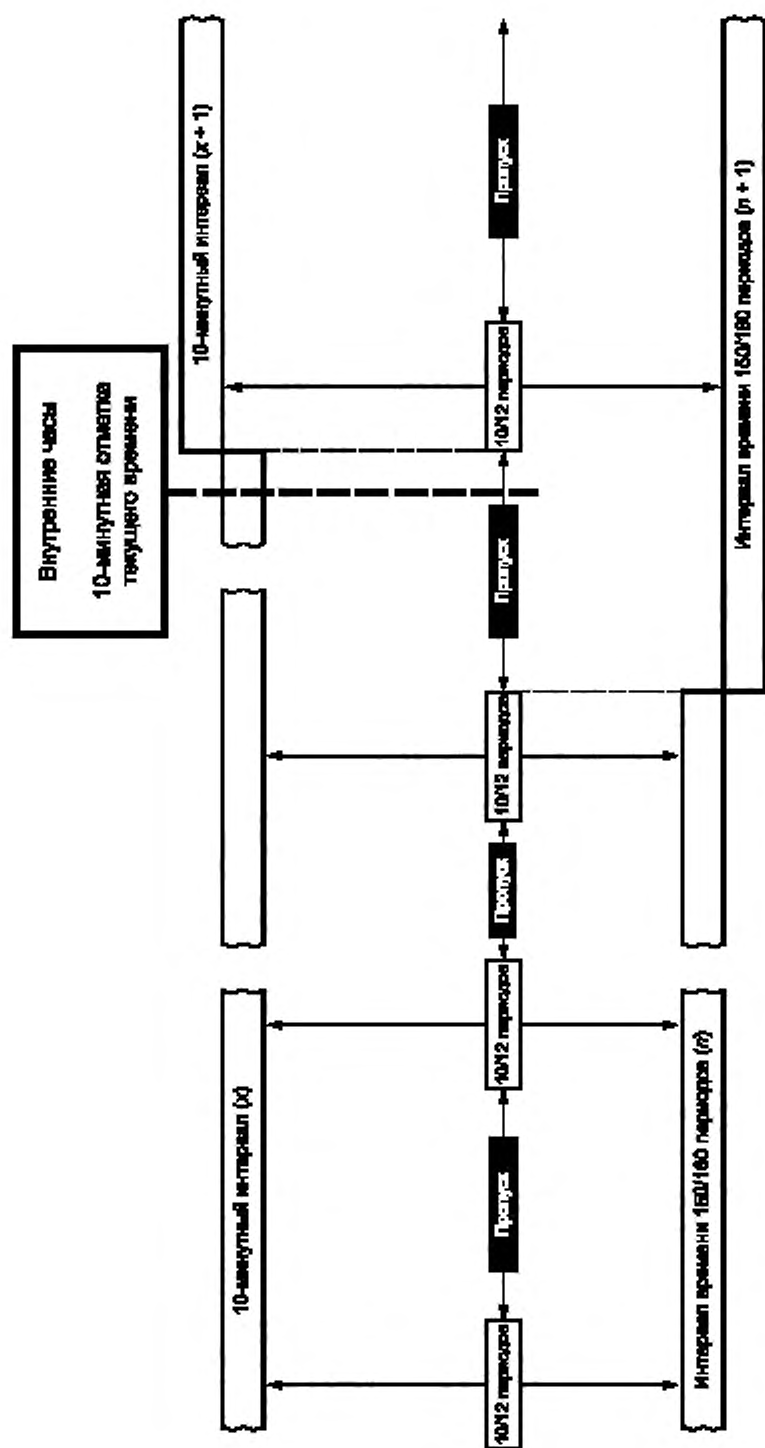 Внутренние часы
10-минутная отметка
текущего времени
10-минутный интервал (x)
10-минутный интервал (x + 1)
10/12 периодов
Пропуск
10/12 периодов
Пропуск
10/12 периодов
Пропуск
10/12 периодов
Пропуск
Интервал времени 150/180 периодов (n)
Интервал времени 150/180 периодов (n + 1)